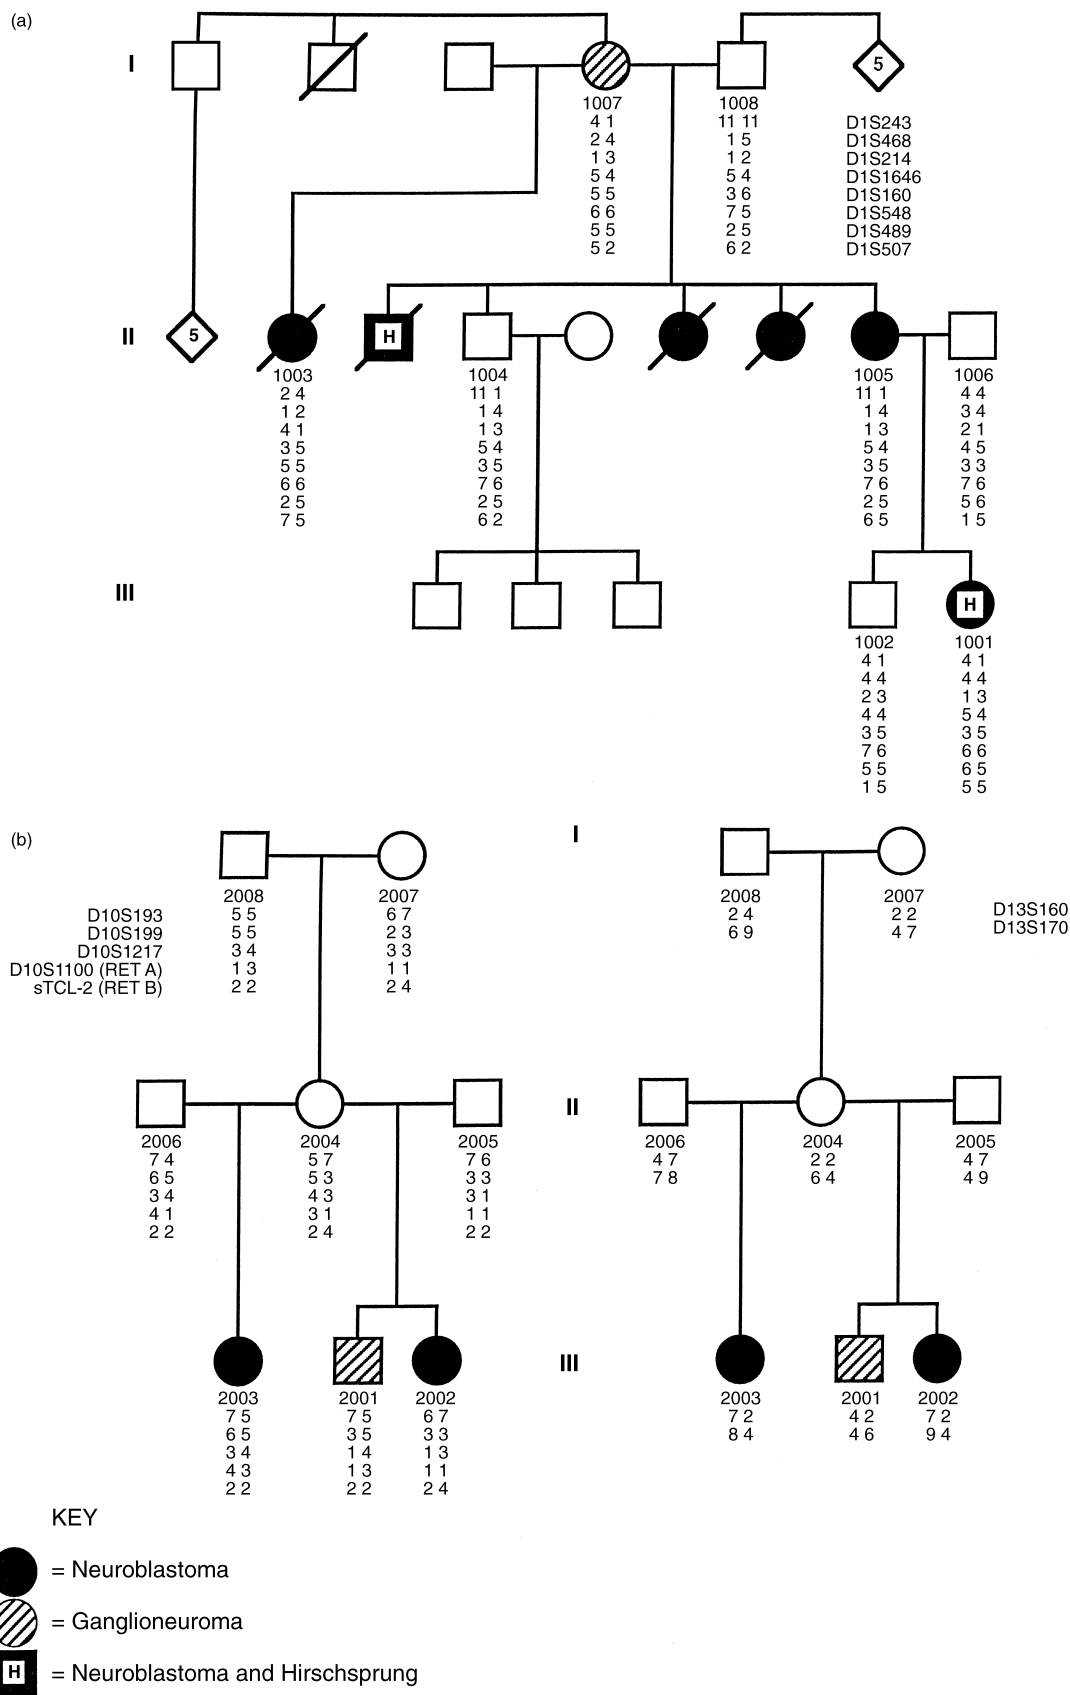 (a)
I
5
1007 1008
4 1 11 11 D1S243
2 4 1 5 D1S468
1 3 1 2 D1S214
5 4 5 4 D1S1646
5 5 3 6 D1S160
6 6 7 5 D1S548
5 5 2 5 D1S489
5 2 6 2 D1S507
II
5
H
1003 1004 1005 1006
2 4 11 1 11 1 4 4
1 2 1 4 1 4 3 4
4 1 1 3 1 3 2 1
3 5 5 4 5 4 4 5
5 5 3 5 3 5 3 3
6 6 7 6 7 6 7 6
2 5 2 5 2 5 5 6
7 5 6 2 6 5 1 5
III
H
1002 1001
4 1 4 1
4 4 4 4
2 3 1 3
4 4 5 4
3 5 3 5
7 6 6 6
5 5 6 5
1 5 5 5
(b)
I
2008 2007
D10S193 5 5 6 7
D10S199 5 5 2 3
D10S1217 3 4 3 3
D10S1100 (RET A) 1 3 1 1
sTCL-2 (RET B) 2 2 2 4
2008 2007
2 4 2 2 D13S160
6 9 4 7 D13S170
II
2006 2004 2005
7 4 5 7 7 6
6 5 5 3 3 3
3 4 4 3 3 1
4 1 3 1 1 1
2 2 2 4 2 2
2006 2004 2005
4 7 2 2 4 7
7 8 6 4 4 9
III
2003 2001 2002
7 5 7 5 6 7
6 5 3 5 3 3
3 4 1 4 1 3
4 3 1 3 1 1
2 2 2 2 2 4
2003 2001 2002
7 2 4 2 7 2
8 4 4 6 9 4
KEY
= Neuroblastoma
= Ganglioneuroma
H = Neuroblastoma and Hirschsprung